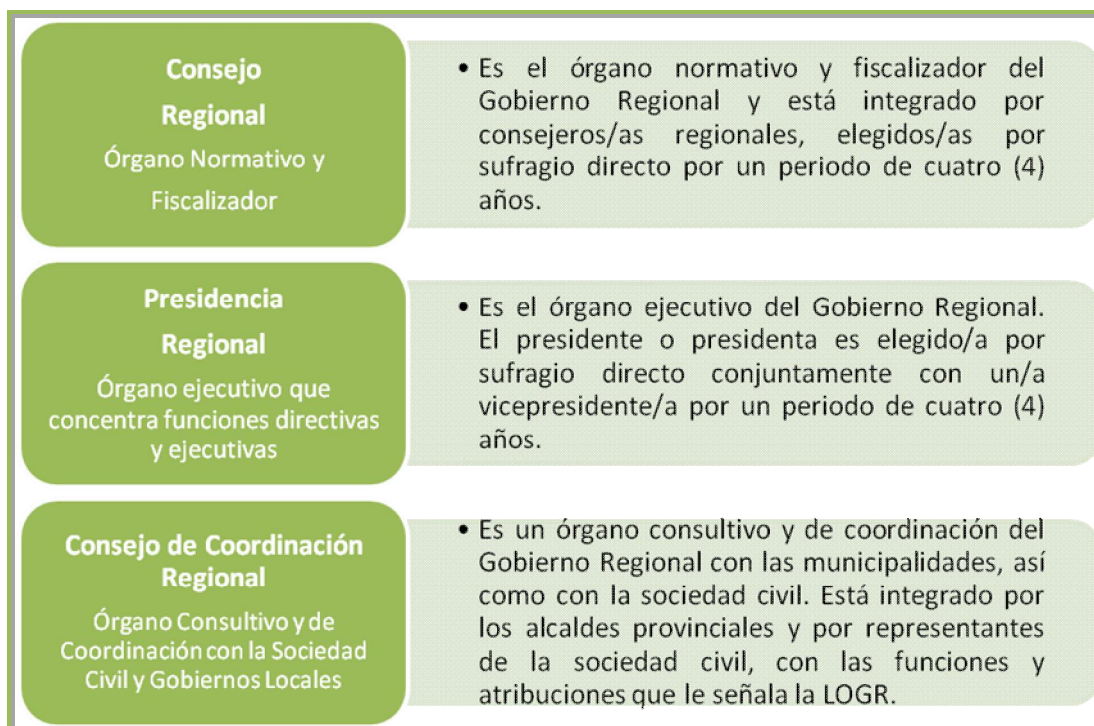 Consejo
Regional
Órgano Normativo y
Fiscalizador
• Es el órgano normativo y fiscalizador del
Gobierno Regional y está integrado por
consejeros/as regionales, elegidos/as por
sufragio directo por un periodo de cuatro (4)
años.
Presidencia
Regional
Órgano ejecutivo que
concentra funciones directivas
y ejecutivas
• Es el órgano ejecutivo del Gobierno Regional.
El presidente o presidenta es elegido/a por
sufragio directo conjuntamente con un/a
vicepresidente/a por un periodo de cuatro (4)
años.
Consejo de Coordinación
Regional
Órgano Consultivo y de
Coordinación con la Sociedad
Civil y Gobiernos Locales
• Es un órgano consultivo y de coordinación del
Gobierno Regional con las municipalidades, así
como con la sociedad civil. Está integrado por
los alcaldes provinciales y por representantes
de la sociedad civil, con las funciones y
atribuciones que le señala la LOGR.